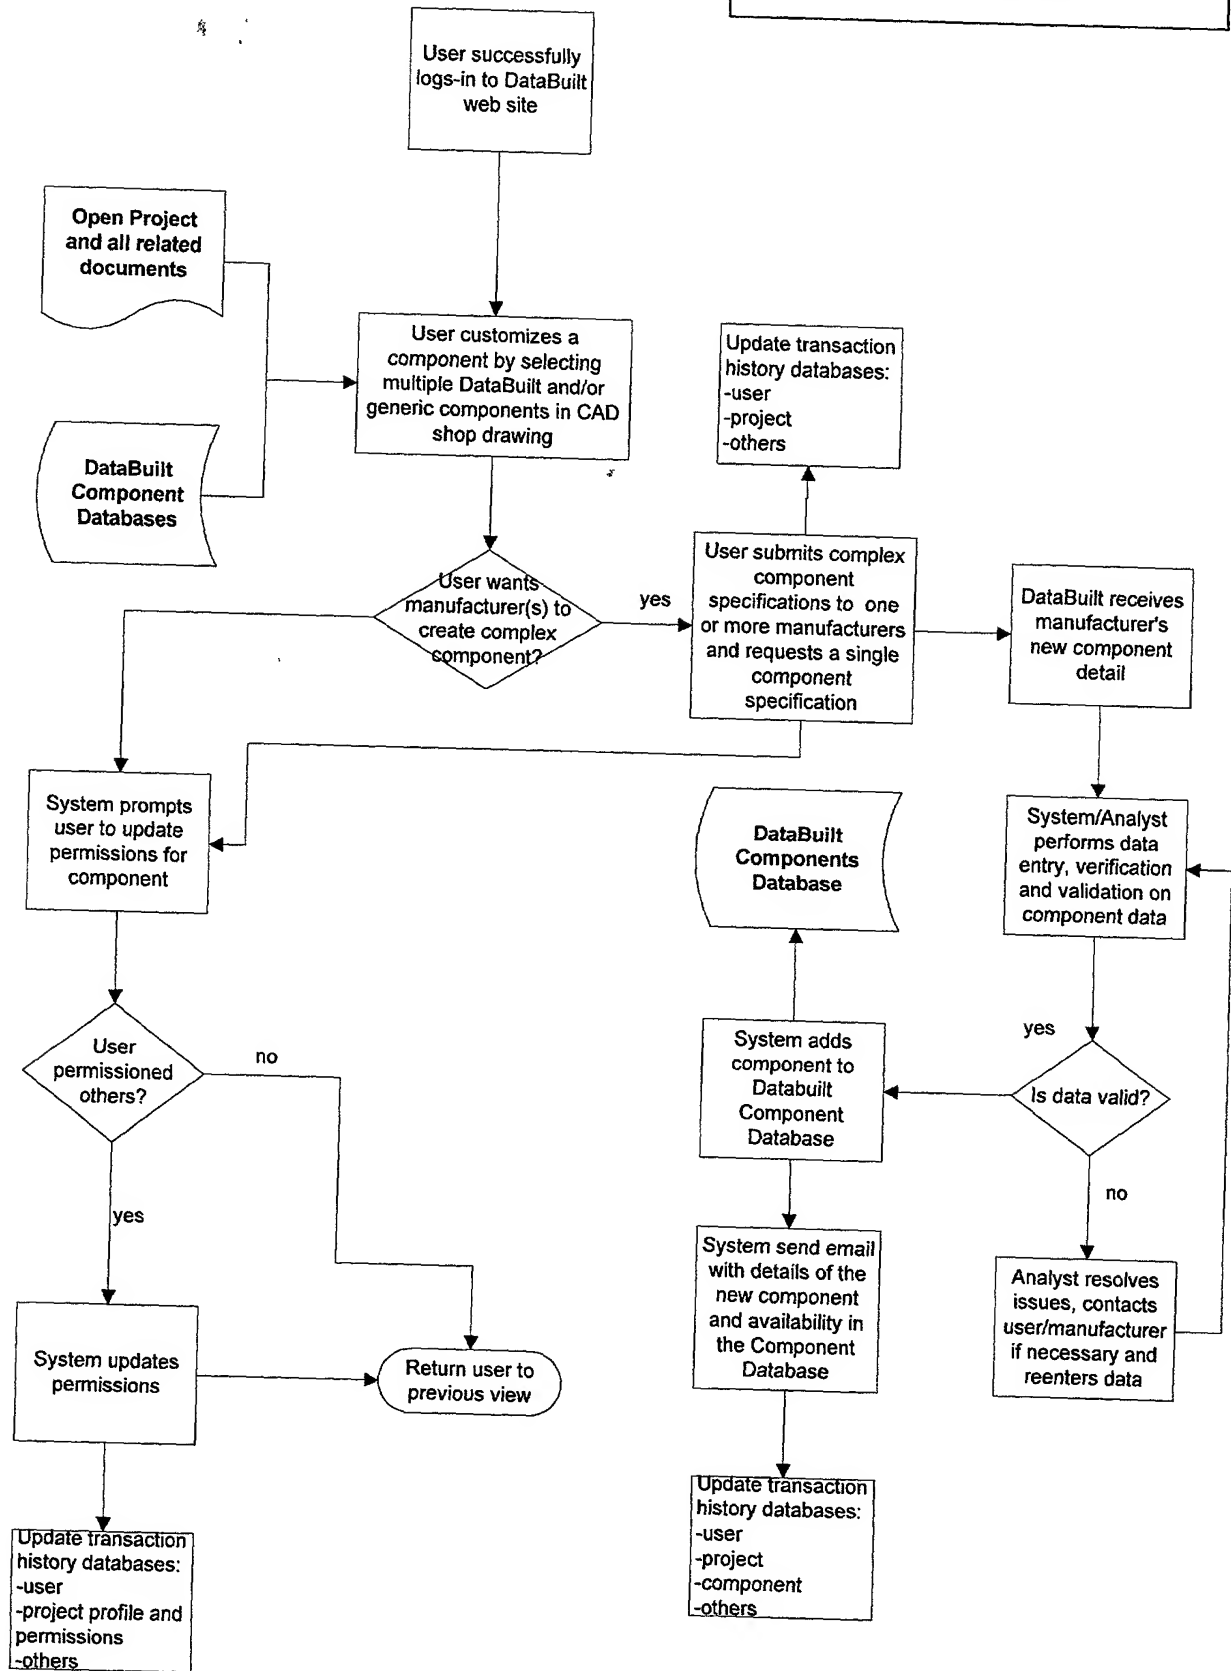 User successfully
logs-in to DataBuilt
web site
Open Project
and all related
documents
DataBuilt
Component
Databases
User customizes a
component by selecting
multiple DataBuilt and/or
generic components in CAD
shop drawing
Update transaction
history databases:
-user
-project
-others
User wants
manufacturer(s) to
create complex
component?
yes
User submits complex
component
specifications to one
or more manufacturers
and requests a single
component
specification
DataBuilt receives
manufacturer's
new component
detail
System prompts
user to update
permissions for
component
DataBuilt
Components
Database
System/Analyst
performs data
entry, verification
and validation on
component data
User
permissioned
others?
no
yes
System adds
component to
Databuilt
Component
Database
yes
Is data valid?
no
System send email
with details of the
new component
and availability in
the Component
Database
Analyst resolves
issues, contacts
user/manufacturer
if necessary and
reenters data
System updates
permissions
Return user to
previous view
Update transaction
history databases:
-user
-project profile and
permissions
-others
Update transaction
history databases:
-user
-project
-component
-others